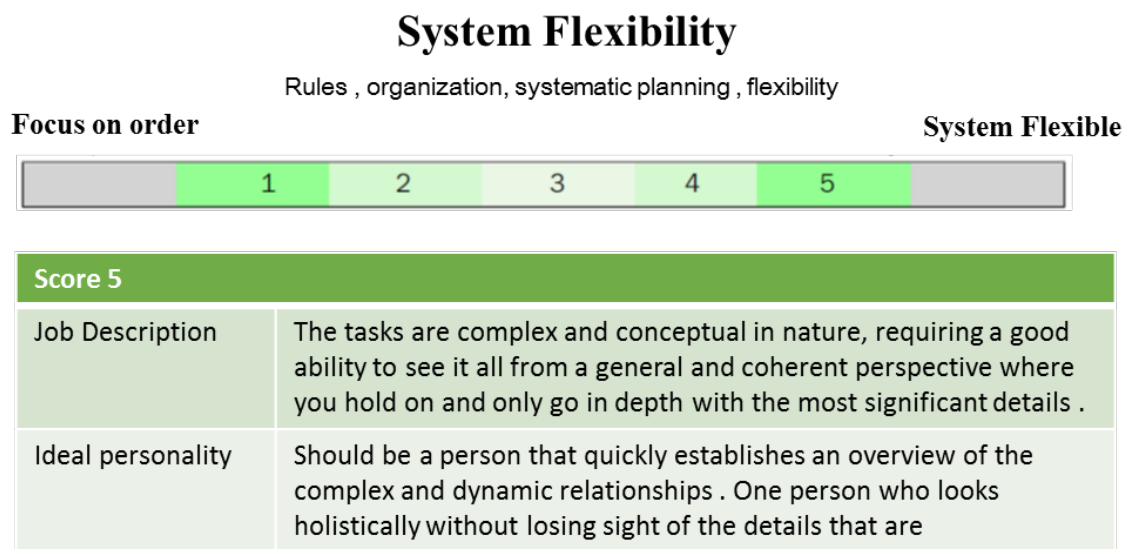 System Flexibility
Rules , organization, systematic planning , flexibility
Focus on order
System Flexible
1 2 3 4 5
Score 5
Job Description
The tasks are complex and conceptual in nature, requiring a good
ability to see it all from a general and coherent perspective where
you hold on and only go in depth with the most significant details .
Ideal personality
Should be a person that quickly establishes an overview of the
complex and dynamic relationships . One person who looks
holistically without losing sight of the details that are